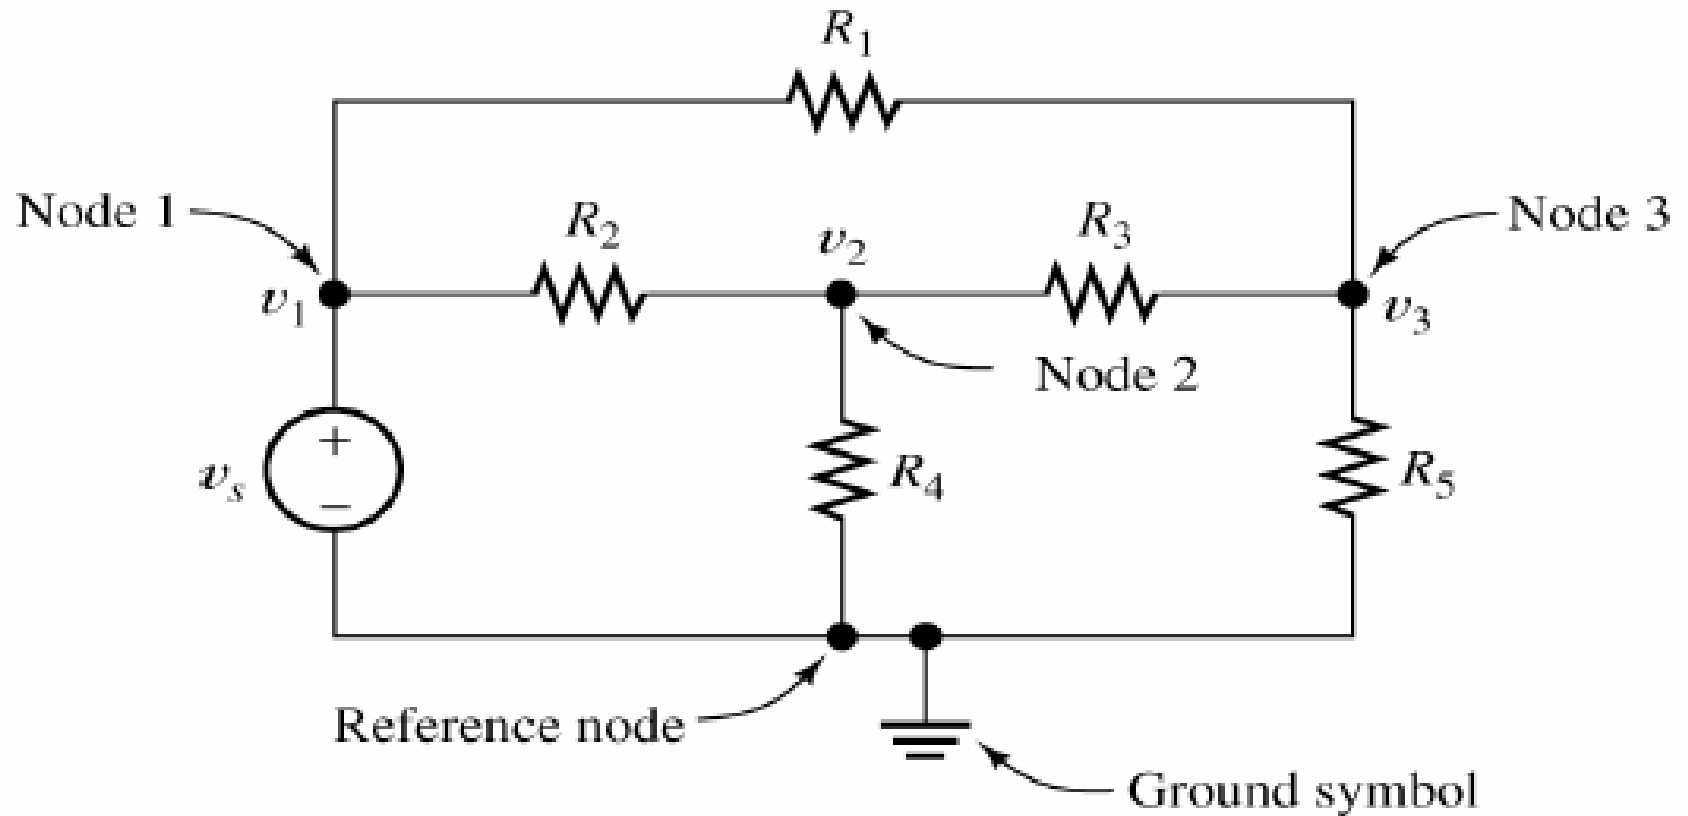 R₁
Node 1
R₂
v₂
R₃
Node 3
v₁
v₃
Node 2
+
vₛ
−
R₄
R₅
Reference node
Ground symbol